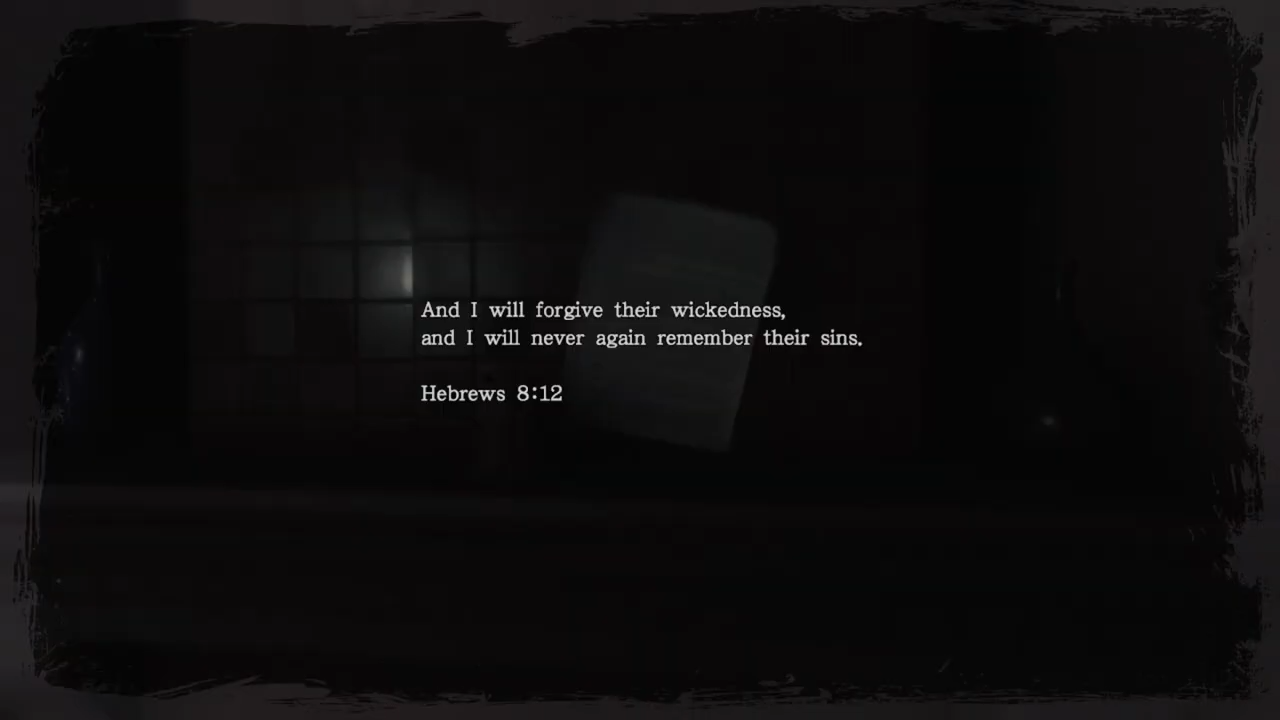 And I will forgive their wickedness,
and I will never again remember their sins.
Hebrews 8:12